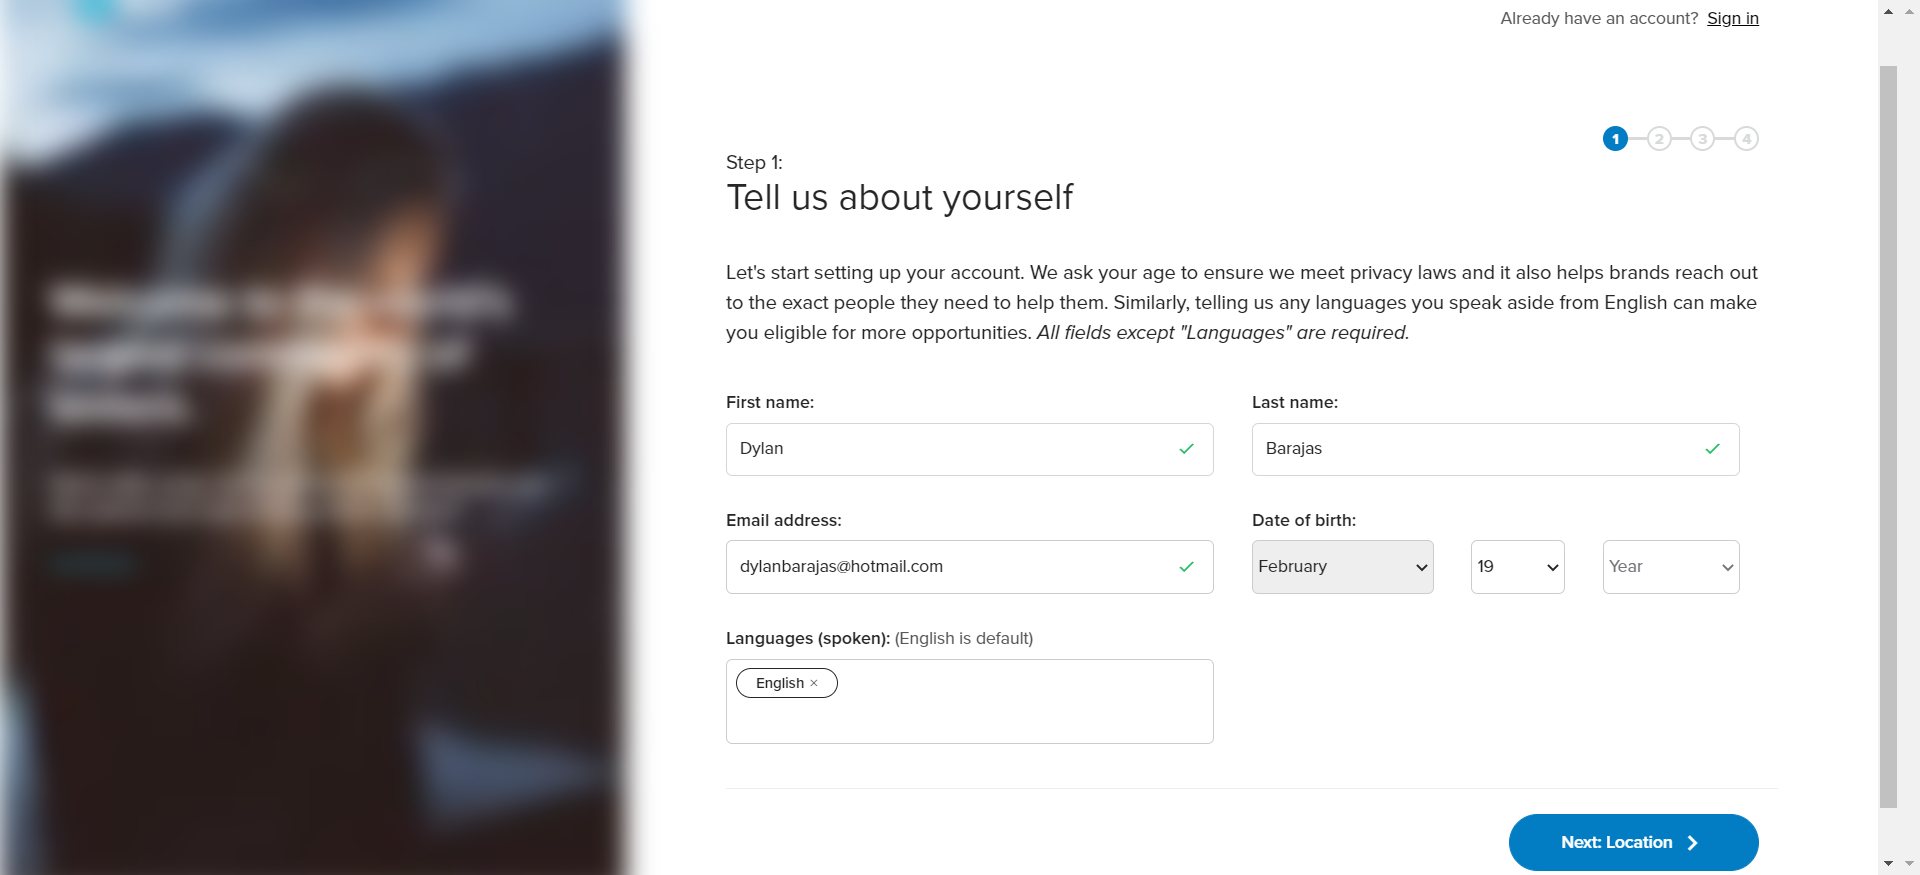 Already have an account? Sign in
1 2 3 4
Step 1:
Tell us about yourself
Let's start setting up your account. We ask your age to ensure we meet privacy laws and it also helps brands reach out
to the exact people they need to help them. Similarly, telling us any languages you speak aside from English can make
you eligible for more opportunities. All fields except "Languages" are required.
First name: Last name:
Dylan Barajas
Email address: Date of birth:
dylanbarajas@hotmail.com February 19 Year
Languages (spoken): (English is default)
English ×
Next: Location